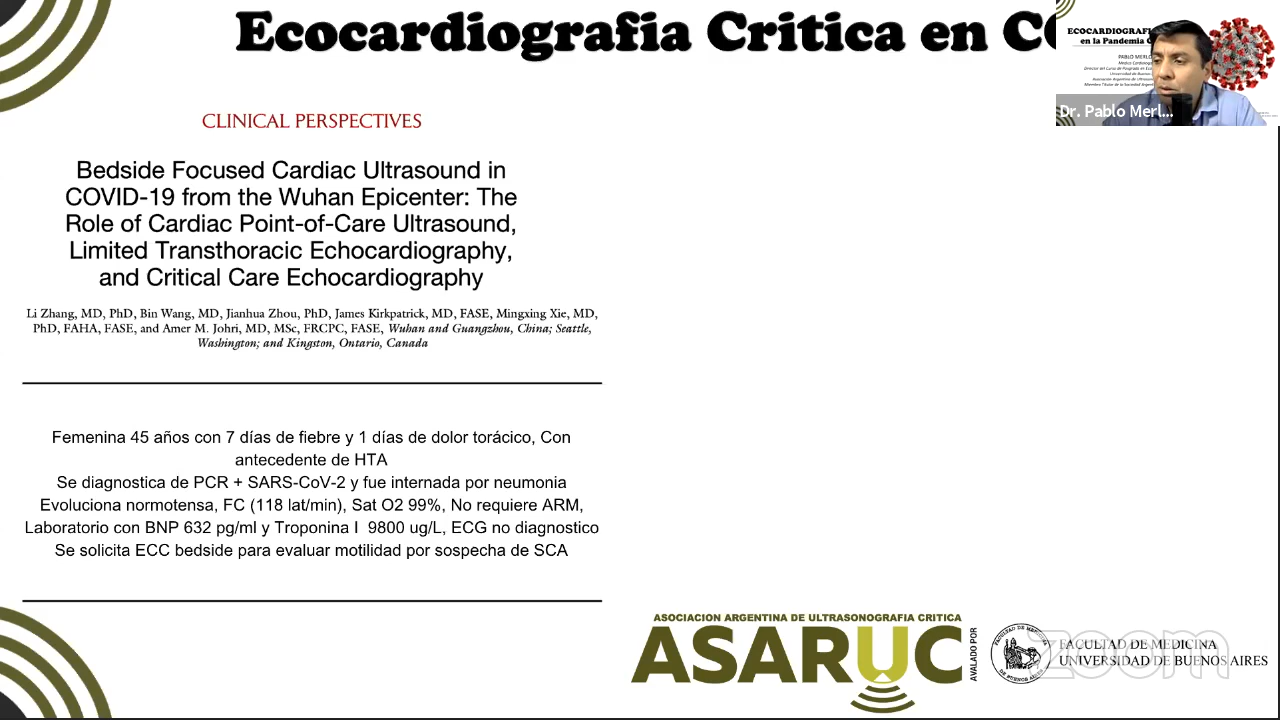 Ecocardiografia Critica en CO
ECOCARDIOGRAFI
en la Pandemia C
PABLO MERLO
Dr. Pablo Merl...
CLINICAL PERSPECTIVES
Bedside Focused Cardiac Ultrasound in
COVID-19 from the Wuhan Epicenter: The
Role of Cardiac Point-of-Care Ultrasound,
Limited Transthoracic Echocardiography,
and Critical Care Echocardiography
Li Zhang, MD, PhD, Bin Wang, MD, Jianhua Zhou, PhD, James Kirkpatrick, MD, FASE, Mingxing Xie, MD,
PhD, FAHA, FASE, and Amer M. Johri, MD, MSc, FRCPC, FASE, Wuhan and Guangzhou, China; Seattle,
Washington; and Kingston, Ontario, Canada
Femenina 45 años con 7 días de fiebre y 1 días de dolor torácico, Con
antecedente de HTA
Se diagnostica de PCR + SARS-CoV-2 y fue internada por neumonia
Evoluciona normotensa, FC (118 lat/min), Sat O2 99%, No requiere ARM,
Laboratorio con BNP 632 pg/ml y Troponina I 9800 ug/L, ECG no diagnostico
Se solicita ECC bedside para evaluar motilidad por sospecha de SCA
ASOCIACION ARGENTINA DE ULTRASONOGRAFIA CRITICA
ASARUC
AVALADO POR
FACULTAD DE MEDICINA
UNIVERSIDAD DE BUENOS AIRES
zoom